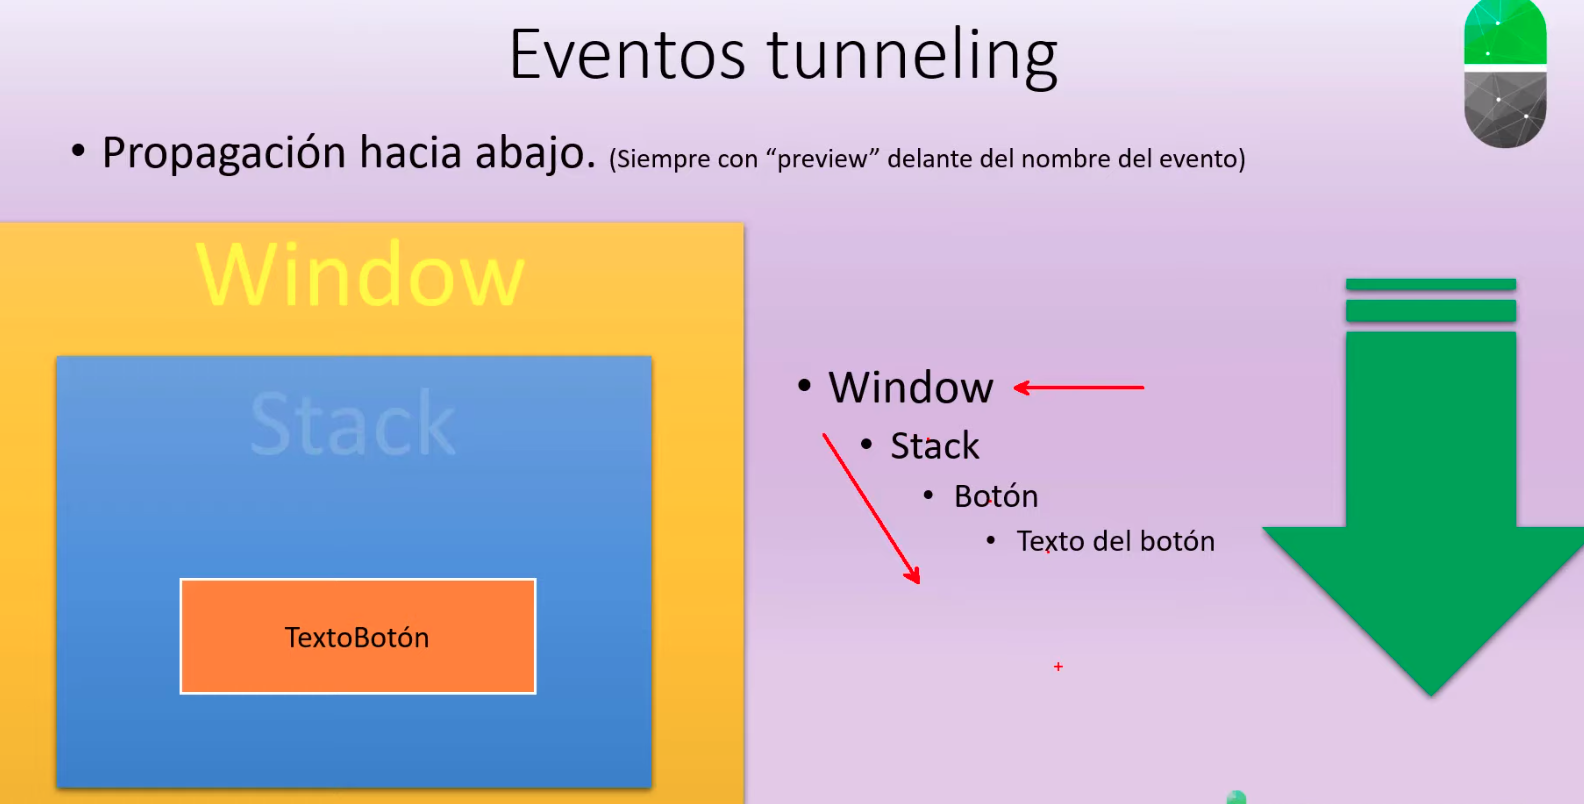 Eventos tunneling
• Propagación hacia abajo. (Siempre con “preview” delante del nombre del evento)
Window
Stack
TextoBotón
• Window
• Stack
• Botón
• Texto del botón